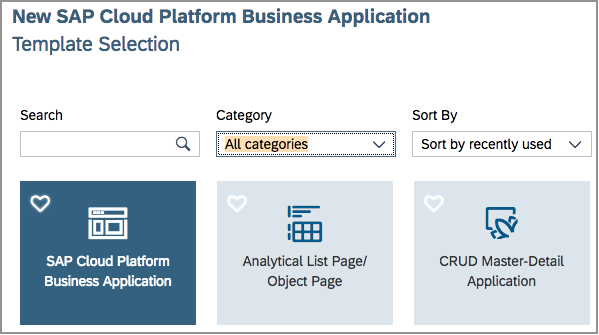 New SAP Cloud Platform Business Application
Template Selection
Search
Category
Sort By
All categories
Sort by recently used
SAP Cloud Platform
Business Application
Analytical List Page/
Object Page
CRUD Master-Detail
Application